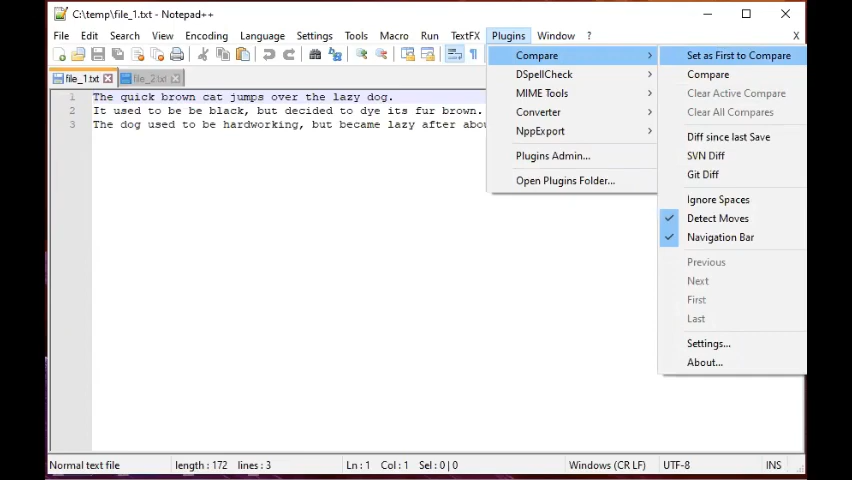 C:\temp\file_1.txt - Notepad++
File Edit Search View Encoding Language Settings Tools Macro Run TextFX Plugins Window ? X
file_1.txt file_2.txt
1 The quick brown cat jumps over the lazy dog.
2 It used to be be black, but decided to dye its fur brown.
3 The dog used to be hardworking, but became lazy after
Compare
DSpellCheck
MIME Tools
Converter
NppExport
Plugins Admin...
Open Plugins Folder...
Set as First to Compare
Compare
Clear Active Compare
Clear All Compares
Diff since last Save
SVN Diff
Git Diff
Ignore Spaces
Detect Moves
Navigation Bar
Previous
Next
First
Last
Settings...
About...
Normal text file length : 172 lines : 3 Ln : 1 Col : 1 Sel : 0 | 0 Windows (CR LF) UTF-8 INS